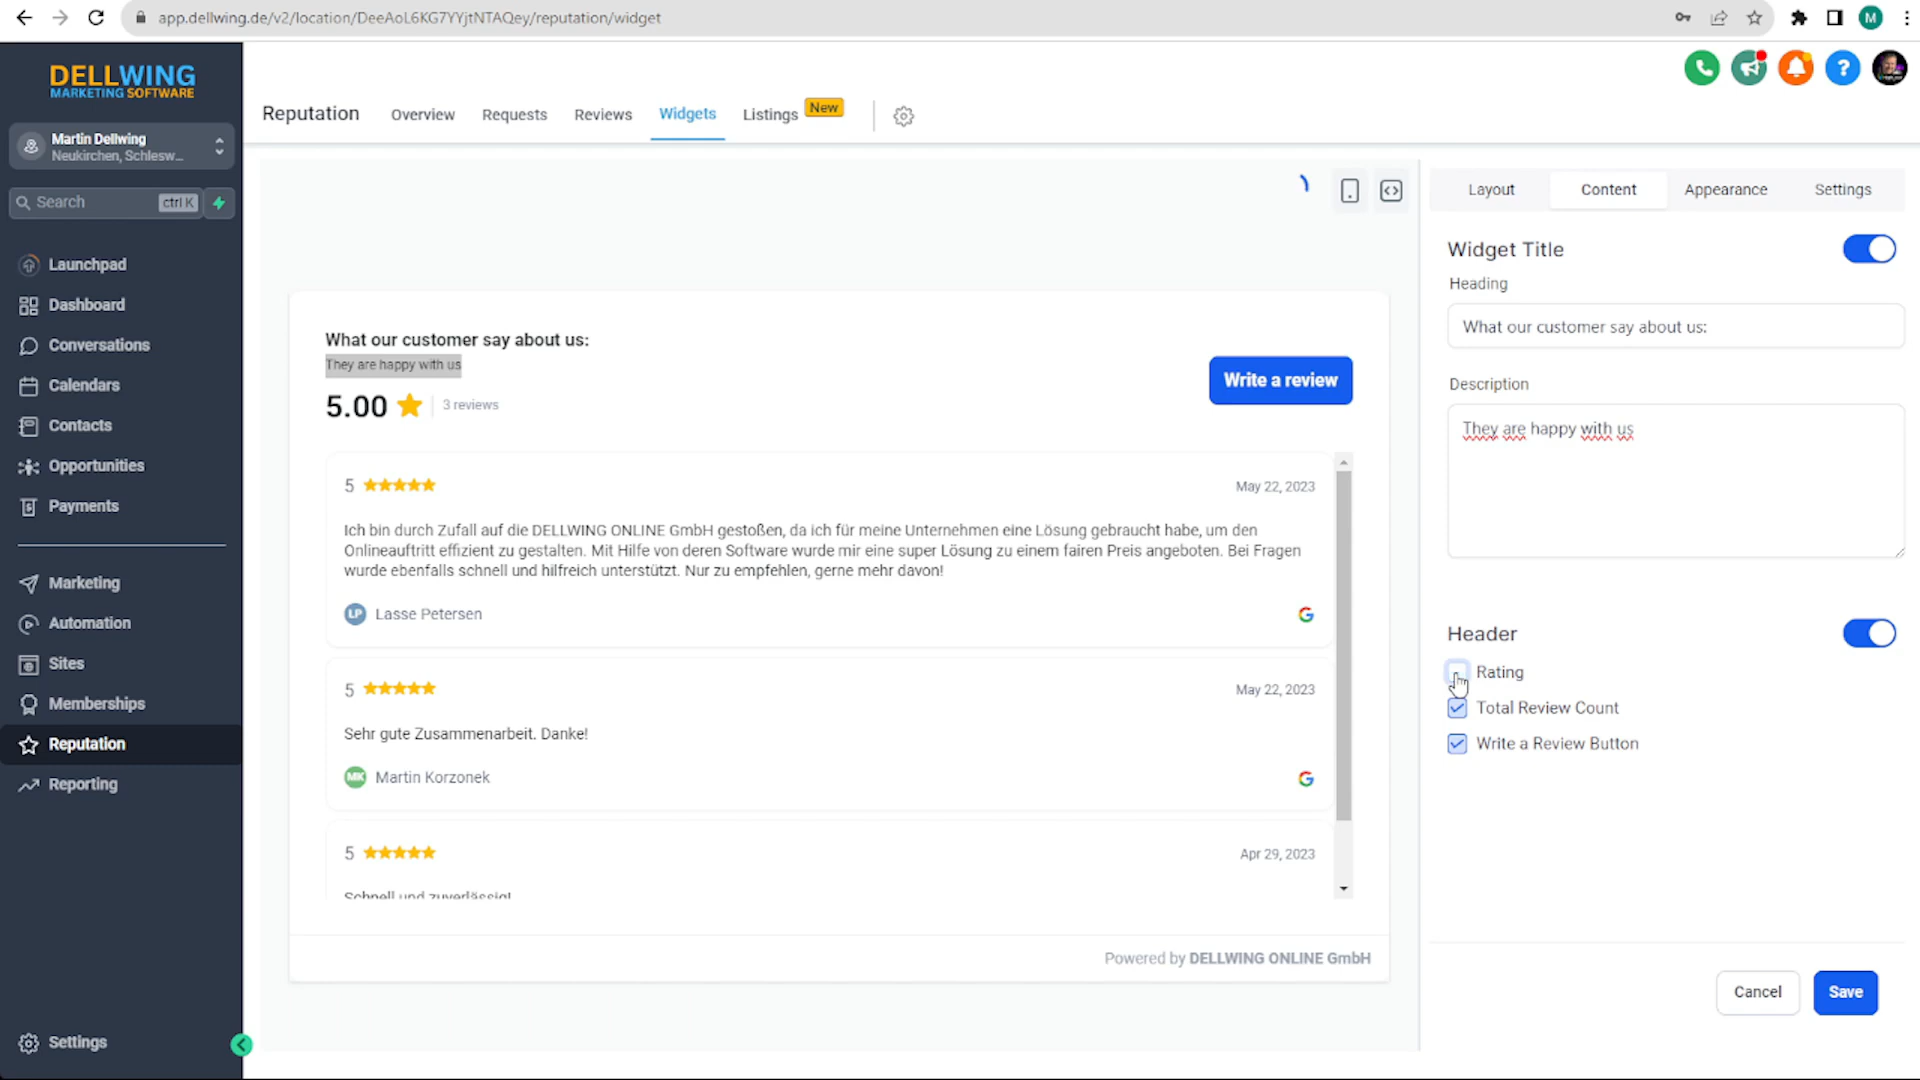 app.dellwing.de/v2/location/DeeAoL6KG7YYjtNTAQey/reputation/widget
M
DELLWING
MARKETING SOFTWARE
Martin Dellwing
Neukirchen, Schlesw...
Search
ctrl K
Launchpad
Dashboard
Conversations
Calendars
Contacts
Opportunities
Payments
Marketing
Automation
Sites
Memberships
Reputation
Reporting
Settings
Reputation
Overview
Requests
Reviews
Widgets
Listings
New
What our customer say about us:
They are happy with us
5.00
3 reviews
Write a review
5
May 22, 2023
Ich bin durch Zufall auf die DELLWING ONLINE GmbH gestoßen, da ich für meine Unternehmen eine Lösung gebraucht habe, um den
Onlineauftritt effizient zu gestalten. Mit Hilfe von deren Software wurde mir eine super Lösung zu einem fairen Preis angeboten. Bei Fragen
wurde ebenfalls schnell und hilfreich unterstützt. Nur zu empfehlen, gerne mehr davon!
LP
Lasse Petersen
G
5
May 22, 2023
Sehr gute Zusammenarbeit. Danke!
MK
Martin Korzonek
G
5
Apr 29, 2023
Schnell und zuverlässig!
Powered by DELLWING ONLINE GmbH
Layout
Content
Appearance
Settings
Widget Title
Heading
What our customer say about us:
Description
They are happy with us
Header
Rating
Total Review Count
Write a Review Button
Cancel
Save